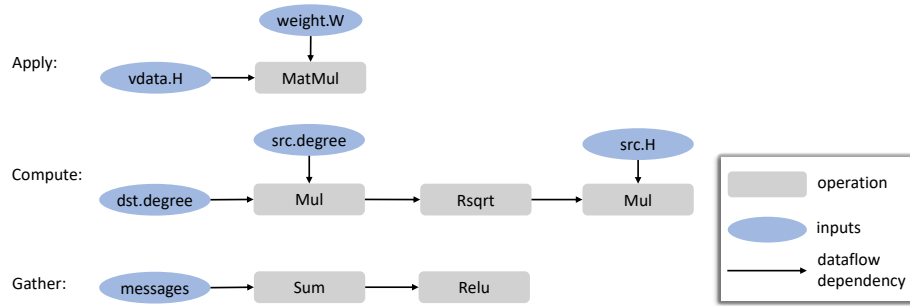 weight.W
Apply:
vdata.H
MatMul
src.degree
src.H
Compute:
dst.degree
Mul
Rsqrt
Mul
Gather:
messages
Sum
Relu
operation
inputs
dataflow
dependency